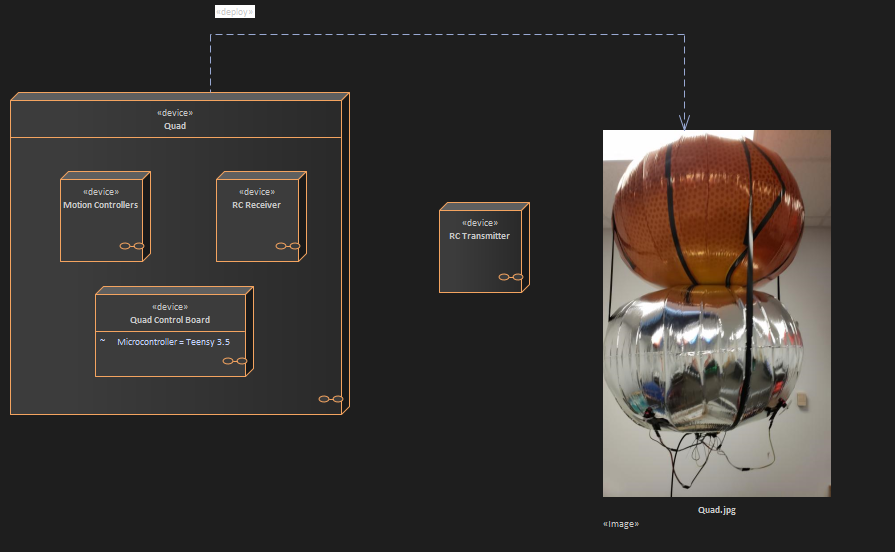 «deploy»
«device»
Quad
«device»
Motion Controllers
«device»
RC Receiver
«device»
Quad Control Board
~ Microcontroller = Teensy 3.5
«device»
RC Transmitter
Quad.jpg
«Image»